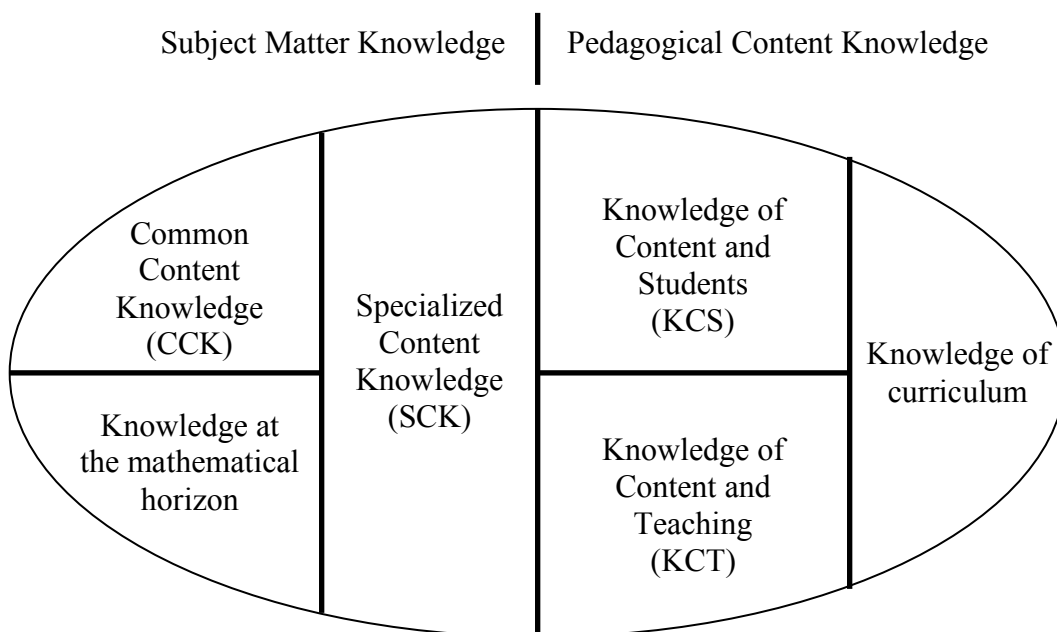 Subject Matter Knowledge
Pedagogical Content Knowledge
Common
Content
Knowledge
(CCK)
Knowledge at
the mathematical
horizon
Specialized
Content
Knowledge
(SCK)
Knowledge of
Content and
Students
(KCS)
Knowledge of
Content and
Teaching
(KCT)
Knowledge of
curriculum